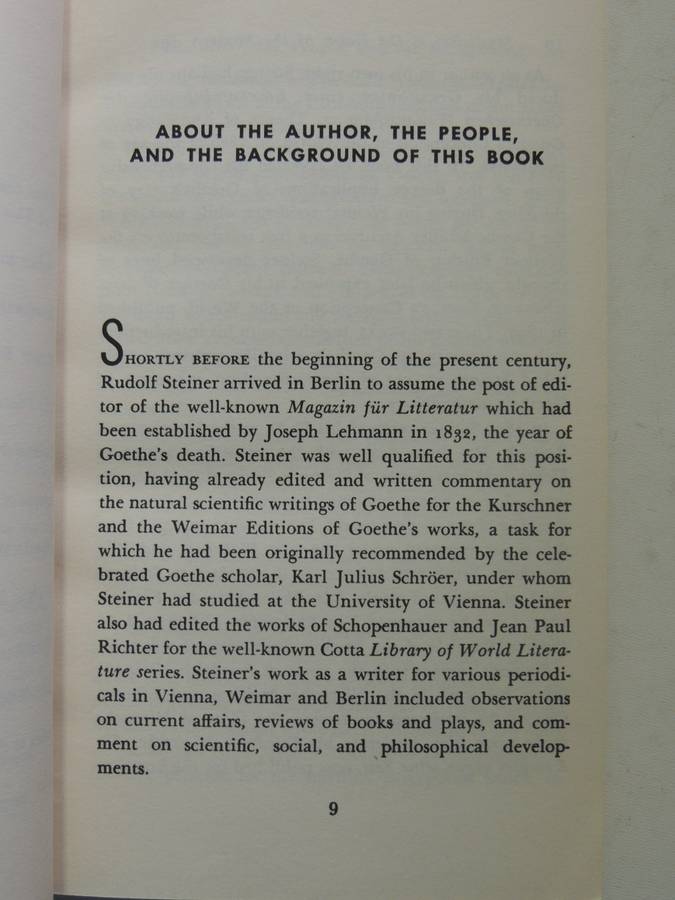 ABOUT THE AUTHOR, THE PEOPLE,
AND THE BACKGROUND OF THIS BOOK
SHORTLY BEFORE the beginning of the present century,
Rudolf Steiner arrived in Berlin to assume the post of edi-
tor of the well-known Magazin für Litteratur which had
been established by Joseph Lehmann in 1832, the year of
Goethe's death. Steiner was well qualified for this posi-
tion, having already edited and written commentary on
the natural scientific writings of Goethe for the Kurschner
and the Weimar Editions of Goethe's works, a task for
which he had been originally recommended by the cele-
brated Goethe scholar, Karl Julius Schröer, under whom
Steiner had studied at the University of Vienna. Steiner
also had edited the works of Schopenhauer and Jean Paul
Richter for the well-known Cotta Library of World Litera-
ture series. Steiner's work as a writer for various periodi-
cals in Vienna, Weimar and Berlin included observations
on current affairs, reviews of books and plays, and com-
ment on scientific, social, and philosophical develop-
ments.
9